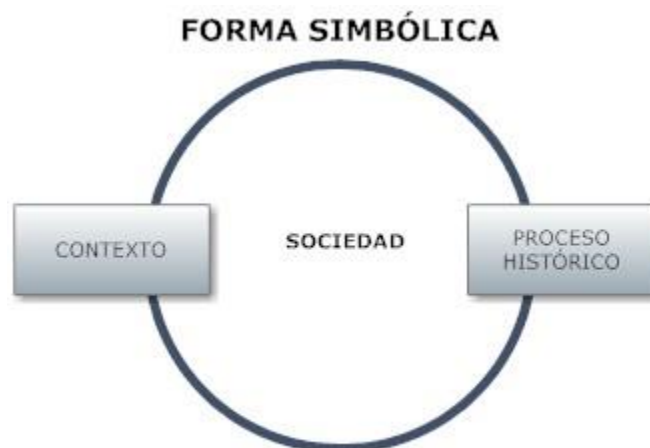 FORMA SIMBÓLICA
CONTEXTO
SOCIEDAD
PROCESO
HISTÓRICO